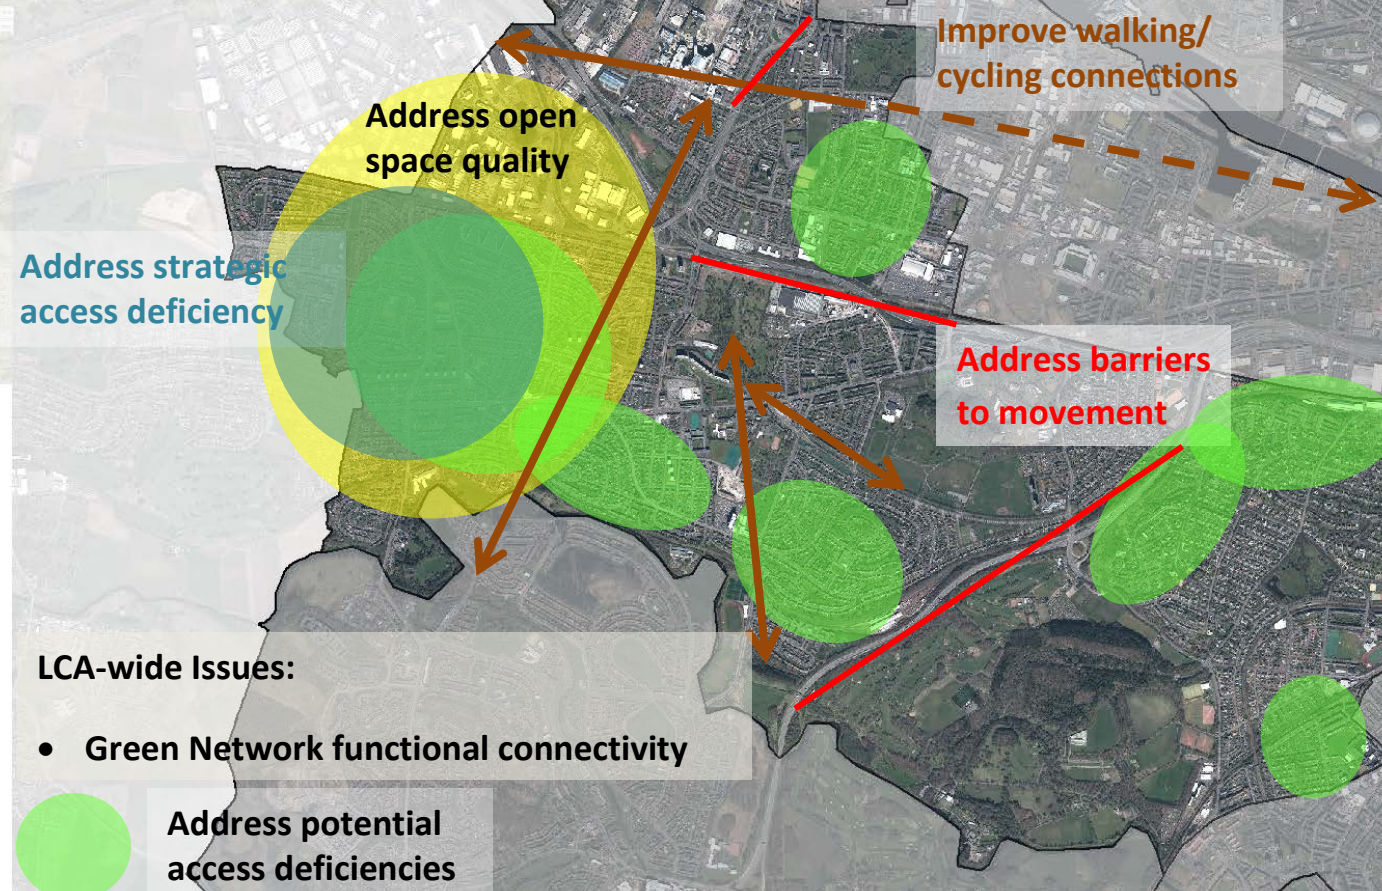 Improve walking/
cycling connections
Address open
space quality
Address strategic
access deficiency
Address barriers
to movement
LCA-wide Issues:
• Green Network functional connectivity
Address potential
access deficiencies